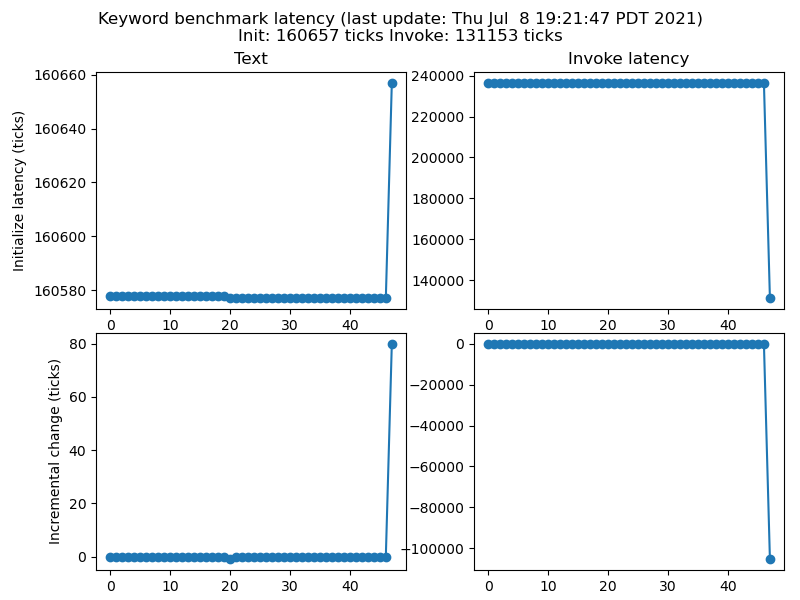 Keyword benchmark latency (last update: Thu Jul  8 19:21:47 PDT 2021)
Init: 160657 ticks Invoke: 131153 ticks
Text
Invoke latency
Initialize latency (ticks)
160660
160640
160620
160600
160580
0 10 20 30 40
240000
220000
200000
180000
160000
140000
0 10 20 30 40
Incremental change (ticks)
80
60
40
20
0
0 10 20 30 40
0
−20000
−40000
−60000
−80000
−100000
0 10 20 30 40